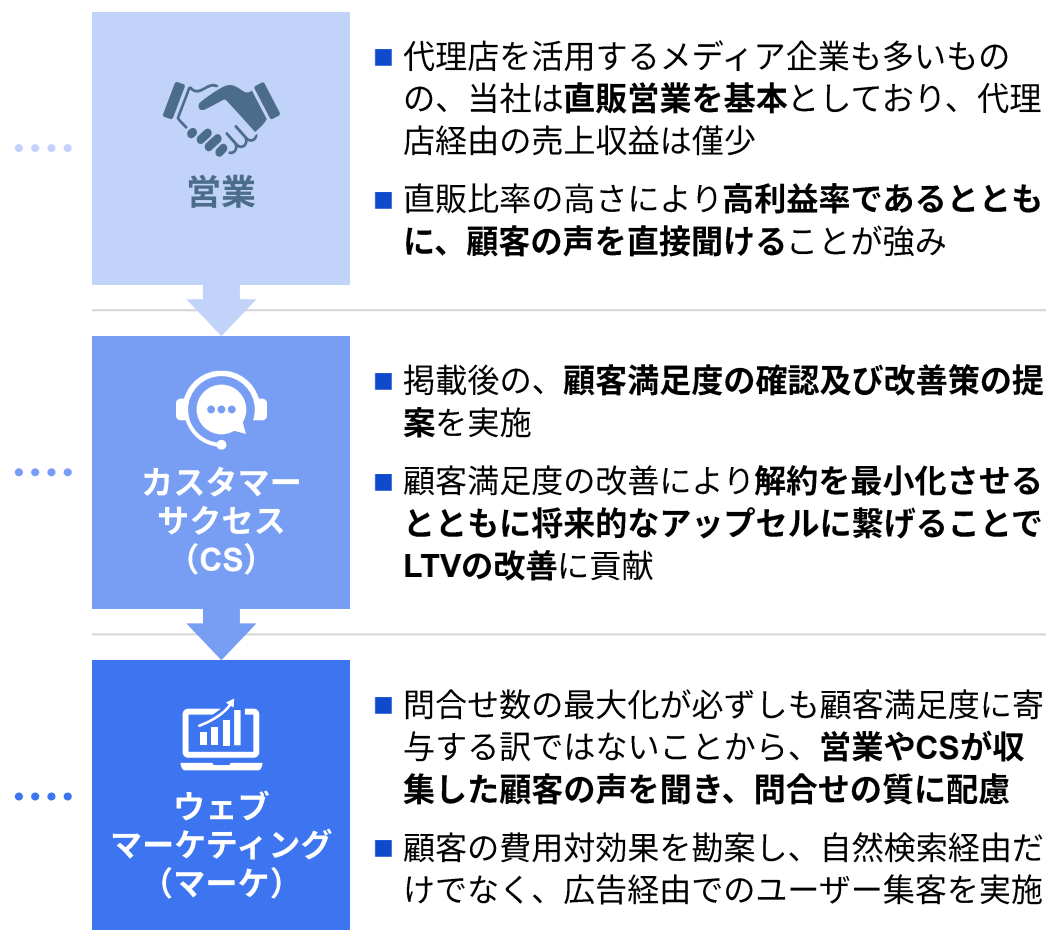 営業
代理店を活用するメディア企業も多いもの
の、当社は直販営業を基本としており、代理
店経由の売上収益は僅少
直販比率の高さにより高利益率であるととも
に、顧客の声を直接聞けることが強み
カスタマー
サクセス
（CS）
掲載後の、顧客満足度の確認及び改善策の提
案を実施
顧客満足度の改善により解約を最小化させる
とともに将来的なアップセルに繋げることで
LTVの改善に貢献
ウェブ
マーケティング
（マーケ）
問合せ数の最大化が必ずしも顧客満足度に寄
与する訳ではないことから、営業やCSが収
集した顧客の声を聞き、問合せの質に配慮
顧客の費用対効果を勘案し、自然検索経由だ
けでなく、広告経由でのユーザー集客を実施